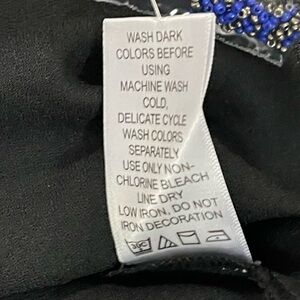 WASH DARK
COLORS BEFORE
USING
MACHINE WASH
COLD,
DELICATE CYCLE
WASH COLORS
SEPARATELY
USE ONLY NON-
CHLORINE BLEACH
LINE DRY
LOW IRON, DO NOT
IRON DECORATION
30C